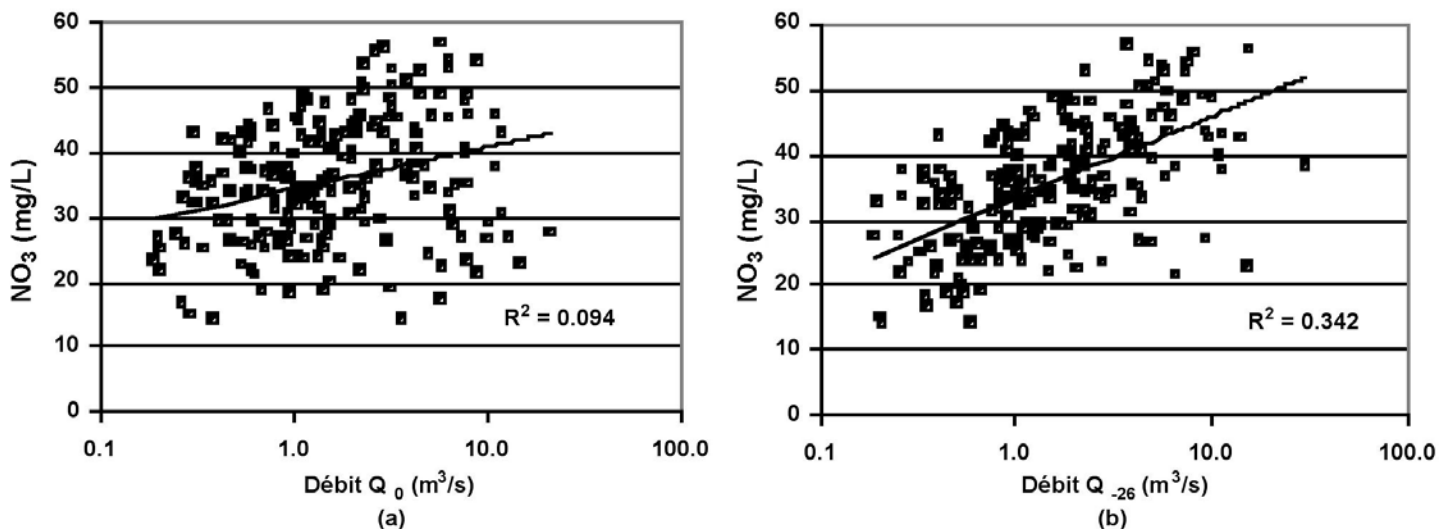 60
50
40
30
20
10
0
NO3 (mg/L)
R2 = 0.094
0.1 1.0 10.0 100.0
Débit Q 0 (m3/s)
(a)
60
50
40
30
20
10
0
NO3 (mg/L)
R2 = 0.342
0.1 1.0 10.0 100.0
Débit Q -26 (m3/s)
(b)